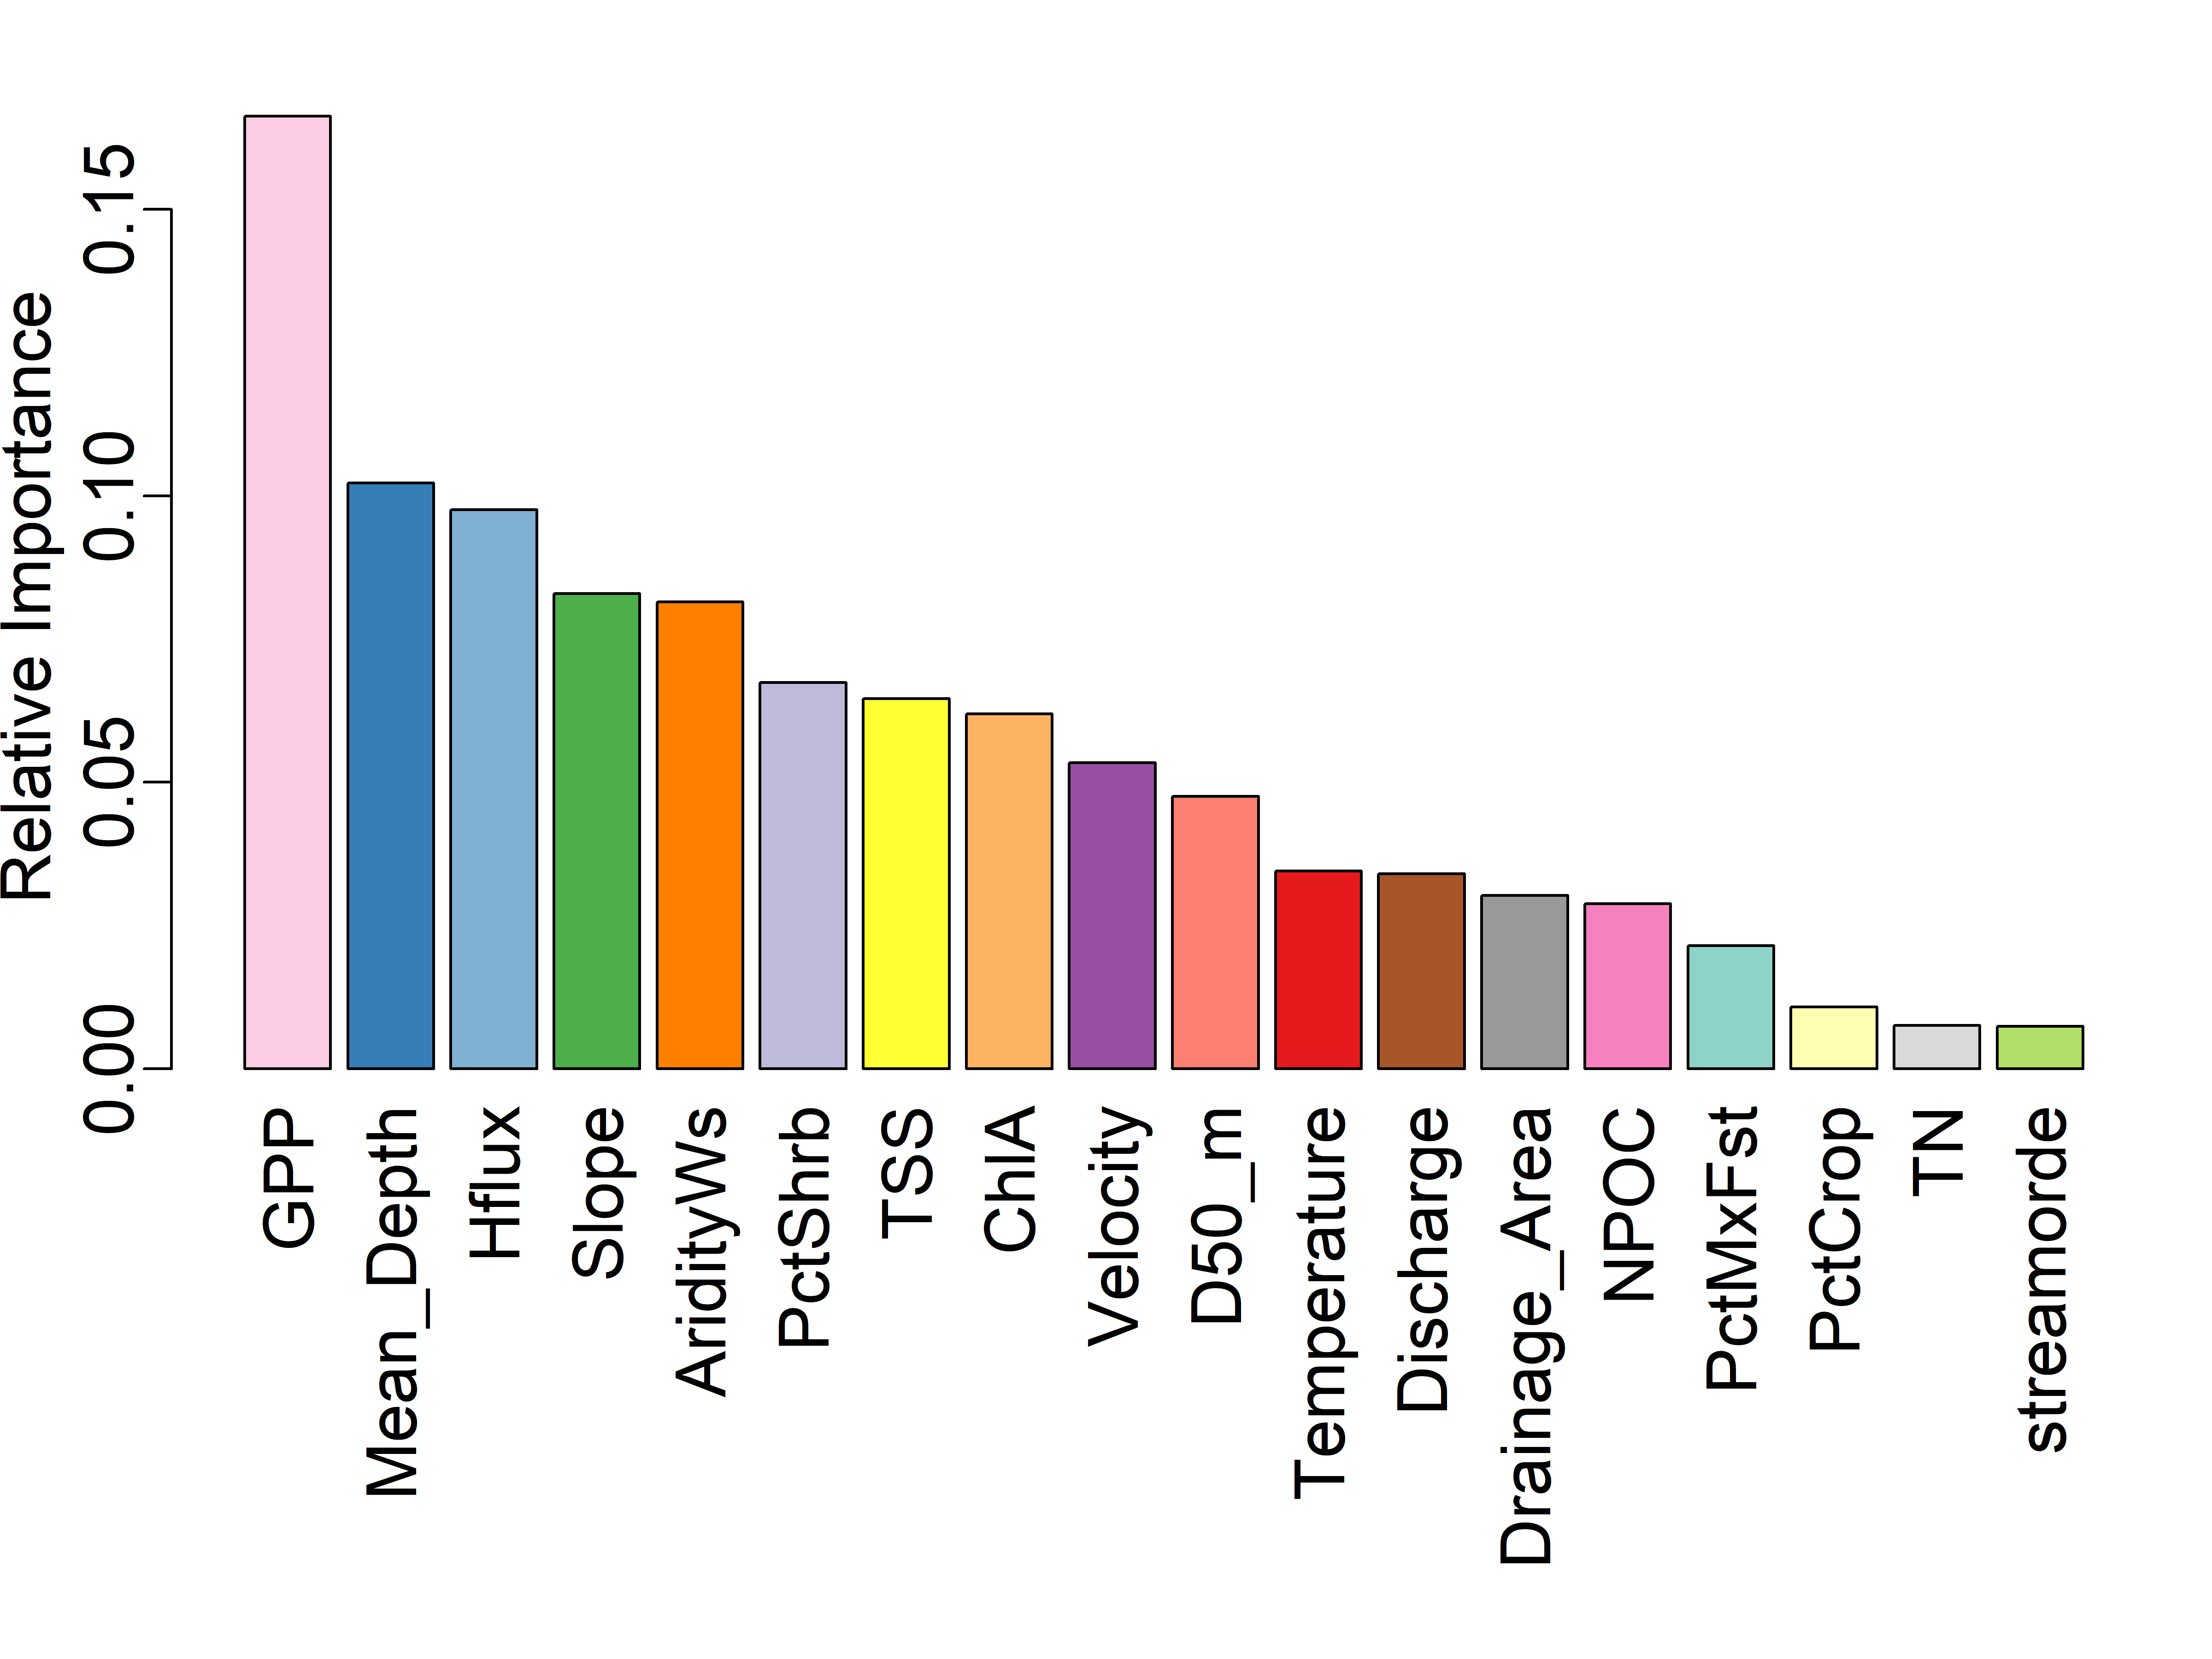 Relative Importance
0.15
0.10
0.05
0.00
GPP
Mean_Depth
Hflux
Slope
AridityWs
PctShrb
TSS
ChlA
Velocity
D50_m
Temperature
Discharge
Drainage_Area
NPOC
PctMxFst
PctCrop
TN
streamorde